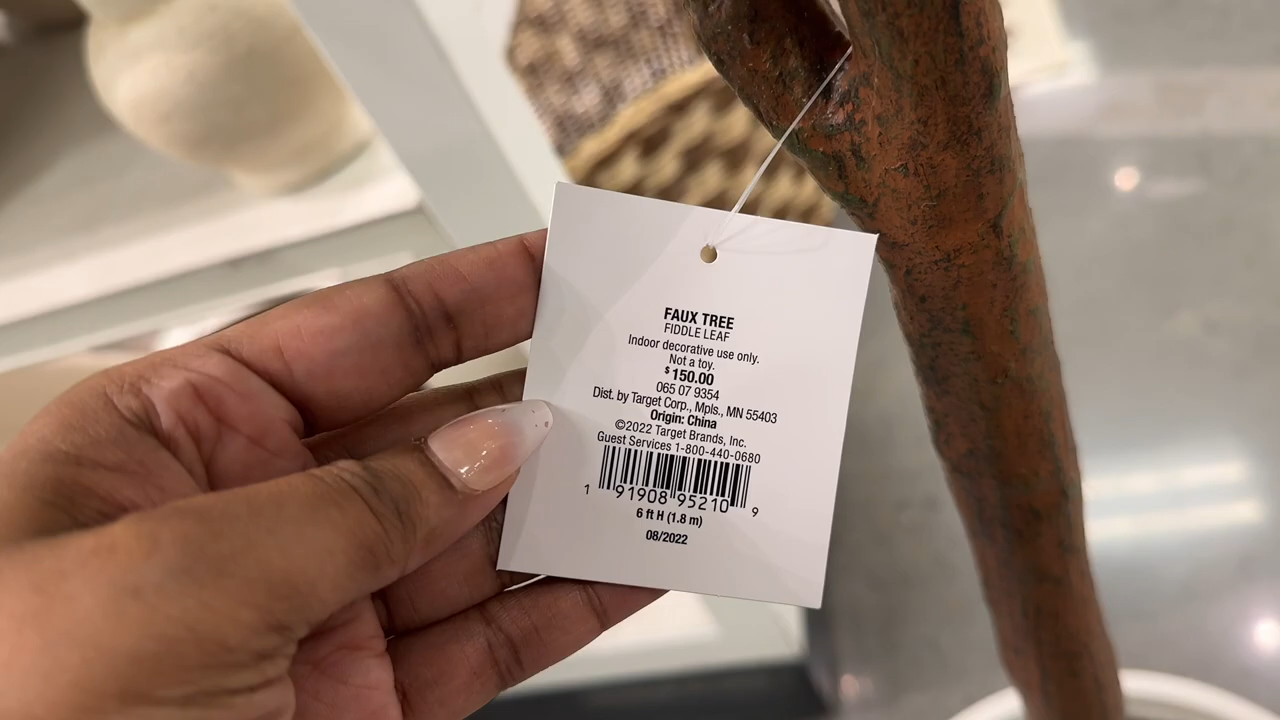 FAUX TREE
FIDDLE LEAF
Indoor decorative use only.
Not a toy.
$150.00
065 07 9354
Dist. by Target Corp., Mpls., MN 55403
Origin: China
©2022 Target Brands, Inc.
Guest Services 1-800-440-0680
1 91908 95210 9
6 ft H (1.8 m)
08/2022